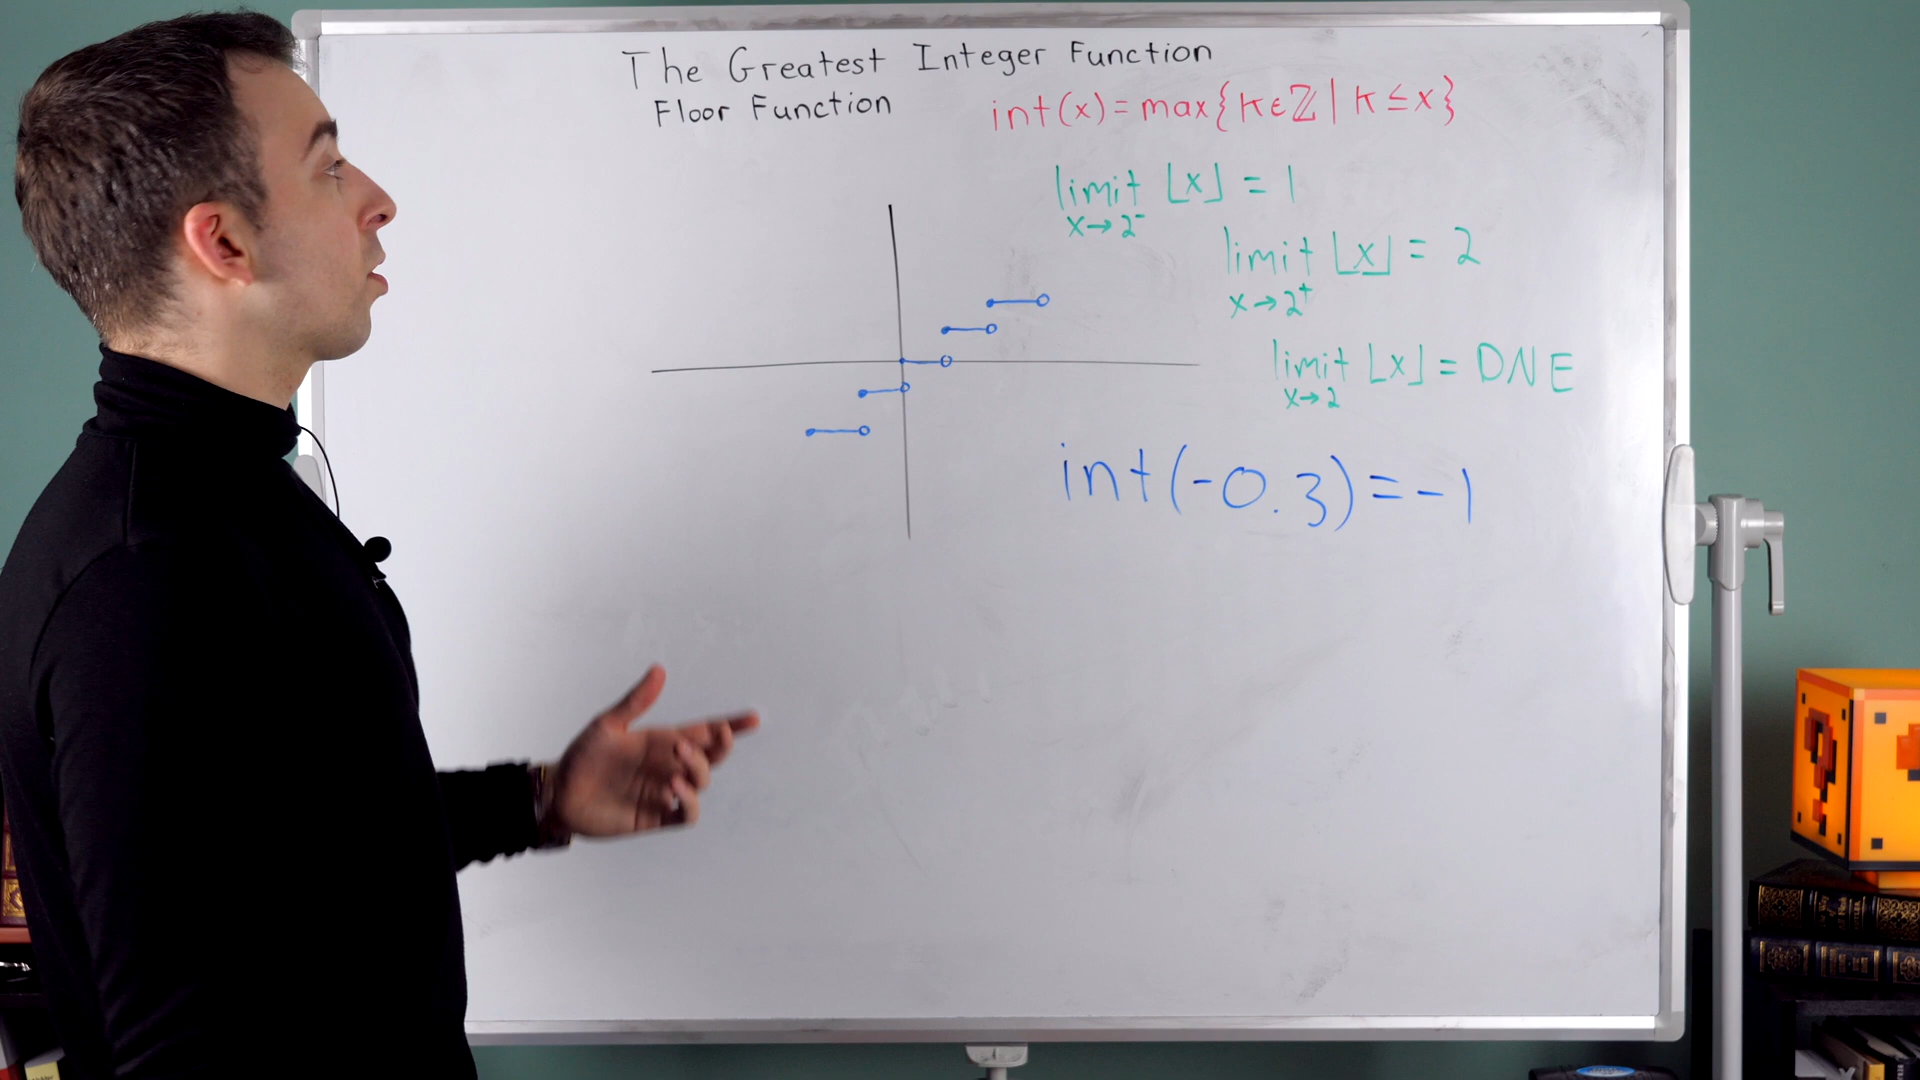 The Greatest Integer Function
Floor Function
int(x)=max{k∈ℤ|k≤x}
limit ⌊x⌋ = 1
x→2⁻
limit ⌊x⌋ = 2
x→2⁺
limit ⌊x⌋ = DNE
x→2
int(-0.3)=-1